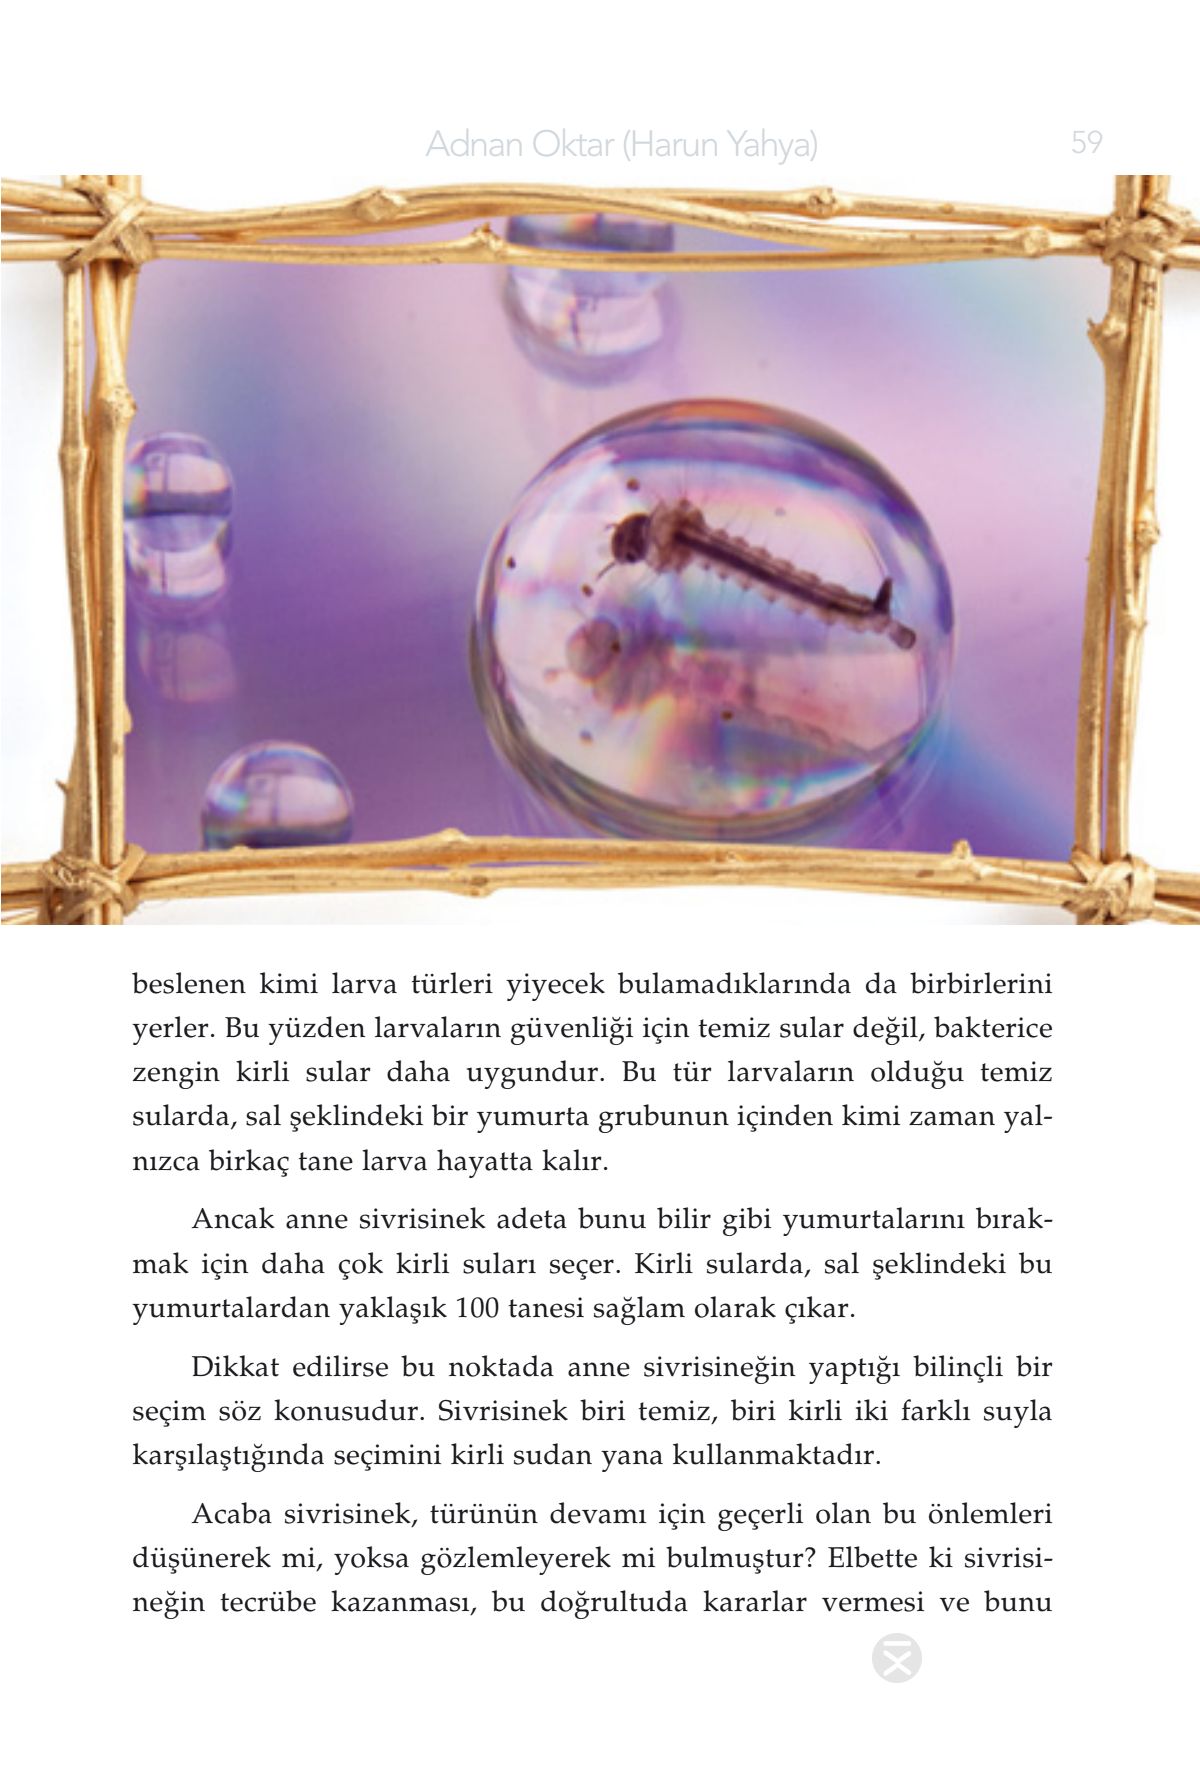 Adnan Oktar (Harun Yahya)
59
beslenen kimi larva türleri yiyecek bulamadıklarında da birbirlerini
yerler. Bu yüzden larvaların güvenliği için temiz sular değil, bakterice
zengin kirli sular daha uygundur. Bu tür larvaların olduğu temiz
sularda, sal şeklindeki bir yumurta grubunun içinden kimi zaman yal-
nızca birkaç tane larva hayatta kalır.
Ancak anne sivrisinek adeta bunu bilir gibi yumurtalarını bırak-
mak için daha çok kirli suları seçer. Kirli sularda, sal şeklindeki bu
yumurtalardan yaklaşık 100 tanesi sağlam olarak çıkar.
Dikkat edilirse bu noktada anne sivrisineğin yaptığı bilinçli bir
seçim söz konusudur. Sivrisinek biri temiz, biri kirli iki farklı suyla
karşılaştığında seçimini kirli sudan yana kullanmaktadır.
Acaba sivrisinek, türünün devamı için geçerli olan bu önlemleri
düşünerek mi, yoksa gözlemleyerek mi bulmuştur? Elbette ki sivrisi-
neğin tecrübe kazanması, bu doğrultuda kararlar vermesi ve bunu